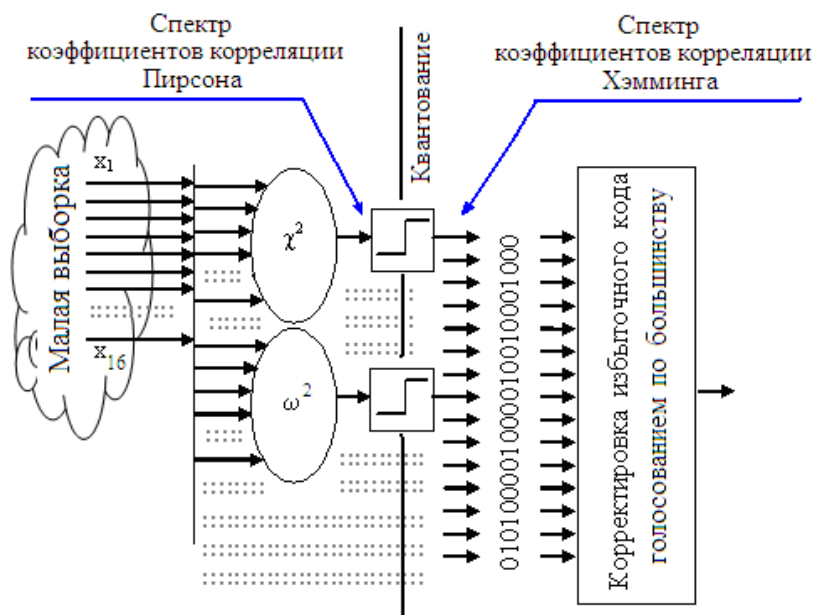 Спектр
коэффициентов корреляции
Пирсона
Квантование
Спектр
коэффициентов корреляции
Хэмминга
Малая выборка
x1
x16
χ²
ω²
010100001000010010001000
Корректировка избыточного кода
голосованием по большинству